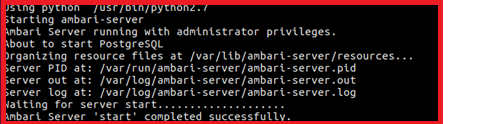 Using python  /usr/bin/python2.7
Starting ambari-server
Ambari Server running with administrator privileges.
About to start PostgreSQL
Organizing resource files at /var/lib/ambari-server/resources...
Server PID at: /var/run/ambari-server/ambari-server.pid
Server out at: /var/log/ambari-server/ambari-server.out
Server log at: /var/log/ambari-server/ambari-server.log
Waiting for server start....................
Ambari Server 'start' completed successfully.